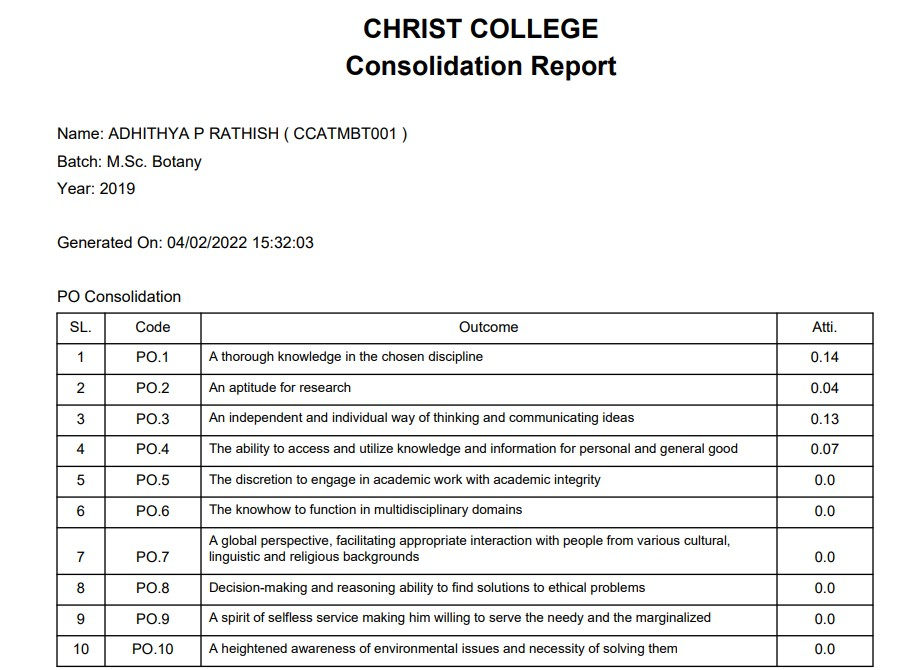 CHRIST COLLEGE
Consolidation Report
Name: ADHITHYA P RATHISH ( CCATMBT001 )
Batch: M.Sc. Botany
Year: 2019
Generated On: 04/02/2022 15:32:03
PO Consolidation
SL. Code Outcome Atti.
1 PO.1 A thorough knowledge in the chosen discipline 0.14
2 PO.2 An aptitude for research 0.04
3 PO.3 An independent and individual way of thinking and communicating ideas 0.13
4 PO.4 The ability to access and utilize knowledge and information for personal and general good 0.07
5 PO.5 The discretion to engage in academic work with academic integrity 0.0
6 PO.6 The knowhow to function in multidisciplinary domains 0.0
A global perspective, facilitating appropriate interaction with people from various cultural,
7 PO.7 linguistic and religious backgrounds 0.0
8 PO.8 Decision-making and reasoning ability to find solutions to ethical problems 0.0
9 PO.9 A spirit of selfless service making him willing to serve the needy and the marginalized 0.0
10 PO.10 A heightened awareness of environmental issues and necessity of solving them 0.0